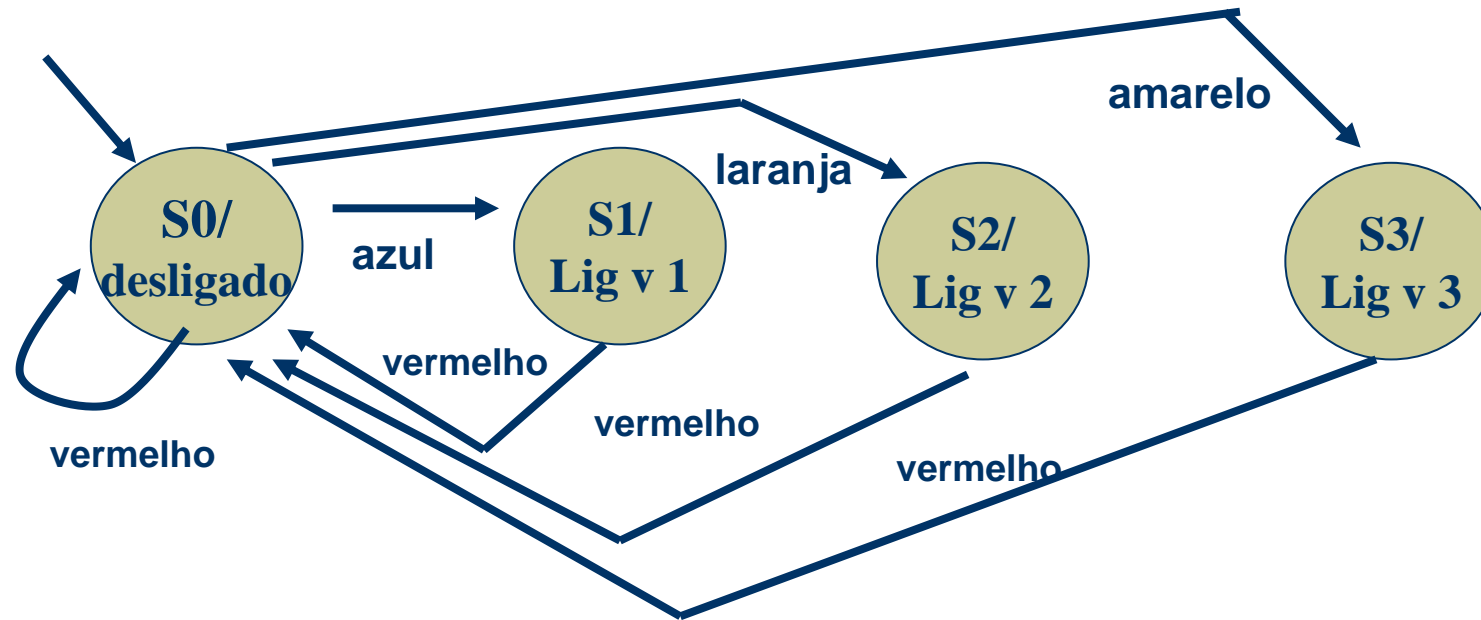 amarelo
laranja
S0/
desligado
azul
S1/
Lig v 1
S2/
Lig v 2
S3/
Lig v 3
vermelho
vermelho
vermelho
vermelho